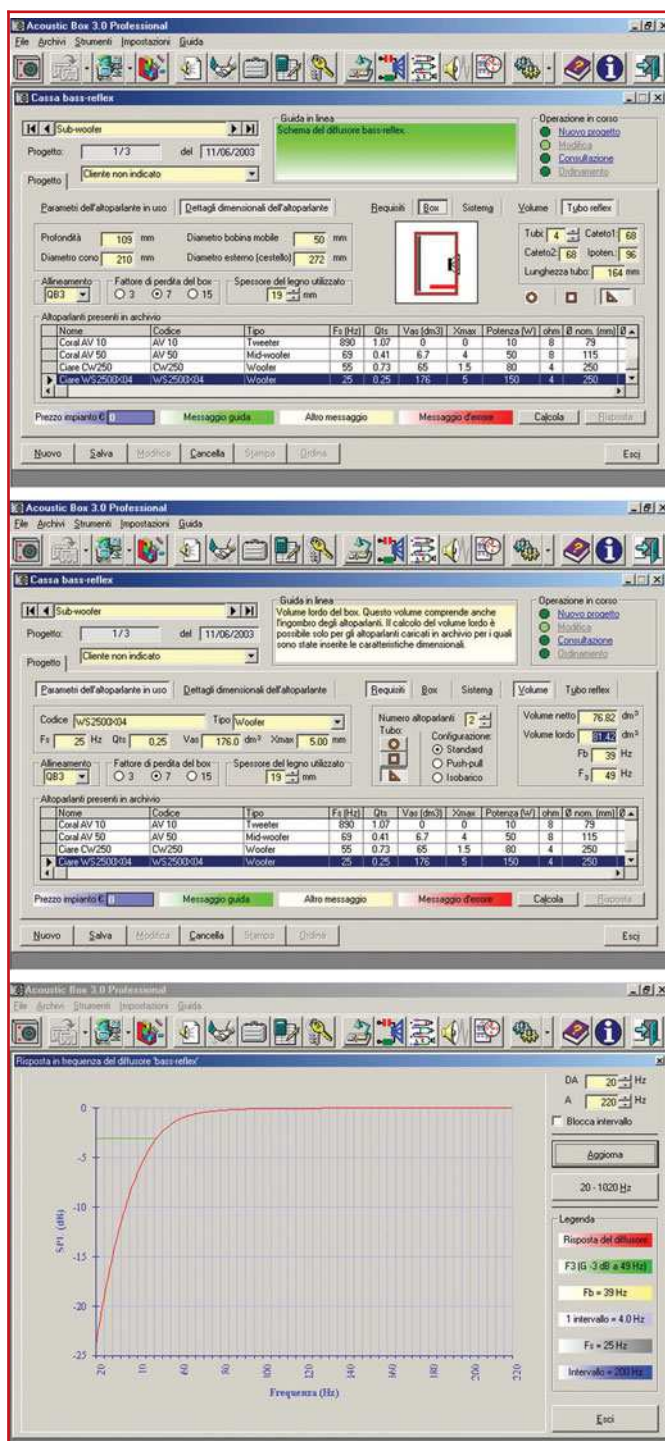 Acoustic Box 3.0 Professional
File Archivi Strumenti Impostazioni Guida
Cassa bass-reflex
Sub-woofer
Guida in linea
Schema del diffusore bass-reflex.
Operazione in corso
Nuovo progetto
Modifica
Consultazione
Ordinamento
Progetto: 1/3 del 11/06/2003
Progetto Cliente non indicato
Parametri dell'altoparlante in uso Dettagli dimensionali dell'altoparlante Requisiti Box Sistema Volume Tubo reflex
Profondità 109 mm Diametro bobina mobile 50 mm
Diametro cono 210 mm Diametro esterno (cestello) 272 mm
Tubi: 4 Cateto1: 68
Cateto2: 68 Ipoten.: 96
Lunghezza tubo: 164 mm
Allineamento Fattore di perdita del box Spessore del legno utilizzato
QB3 3 7 15 19 mm
Altoparlanti presenti in archivio
Nome Codice Tipo Fs (Hz) Qts Vas (dm3) Xmax Potenza (W) ohm Ø nom. (mm) Ø
Coral AV 10 AV 10 Tweeter 890 1.07 0 0 10 8 79
Coral AV 50 AV 50 Mid-woofer 69 0.41 6.7 4 50 8 115
Ciare CW250 CW250 Woofer 55 0.73 65 1.5 80 4 250
Ciare WS2500X04 WS2500X04 Woofer 25 0.25 176 5 150 4 250
Prezzo impianto € 0 Messaggio guida Altro messaggio Messaggio d'errore Calcola Risposta
Nuovo Salva Modifica Cancella Stampa Ordina Esci
Acoustic Box 3.0 Professional
File Archivi Strumenti Impostazioni Guida
Cassa bass-reflex
Sub-woofer
Guida in linea
Volume lordo del box. Questo volume comprende anche
l'ingombro degli altoparlanti. Il calcolo del volume lordo è
possibile solo per gli altoparlanti caricati in archivio per i quali
sono state inserite le caratteristiche dimensionali.
Operazione in corso
Nuovo progetto
Modifica
Consultazione
Ordinamento
Progetto: 1/3 del 11/06/2003
Progetto Cliente non indicato
Parametri dell'altoparlante in uso Dettagli dimensionali dell'altoparlante Requisiti Box Sistema Volume Tubo reflex
Codice WS2500X04 Tipo Woofer
Fs 25 Hz Qts 0,25 Vas 176.0 dm³ Xmax 5.00 mm
Numero altoparlanti 2
Tubo: Configurazione:
Standard
Push-pull
Isobarico
Volume netto 76.82 dm³
Volume lordo 81.42 dm³
Fb 39 Hz
F3 49 Hz
Allineamento Fattore di perdita del box Spessore del legno utilizzato
QB3 3 7 15 19 mm
Altoparlanti presenti in archivio
Nome Codice Tipo Fs (Hz) Qts Vas (dm3) Xmax Potenza (W) ohm Ø nom. (mm) Ø
Coral AV 10 AV 10 Tweeter 890 1.07 0 0 10 8 79
Coral AV 50 AV 50 Mid-woofer 69 0.41 6.7 4 50 8 115
Ciare CW250 CW250 Woofer 55 0.73 65 1.5 80 4 250
Ciare WS2500X04 WS2500X04 Woofer 25 0.25 176 5 150 4 250
Prezzo impianto € 0 Messaggio guida Altro messaggio Messaggio d'errore Calcola Risposta
Nuovo Salva Modifica Cancella Stampa Ordina Esci
Acoustic Box 3.0 Professional
File Archivi Strumenti Impostazioni Guida
Risposta in frequenza del diffusore 'bass-reflex'
DA 20 Hz
A 220 Hz
Blocca intervallo
Aggiorna
20 - 1020 Hz
Legenda
Risposta del diffusore
F3 (G -3 dB a 49 Hz)
Fb = 39 Hz
1 intervallo = 4.0 Hz
Fs = 25 Hz
Intervallo = 200 Hz
Esci
SPL (dB)
0
-5
-10
-15
-20
-25
20 10 60 80 100 120 140 160 180 200 220
Frequenza (Hz)